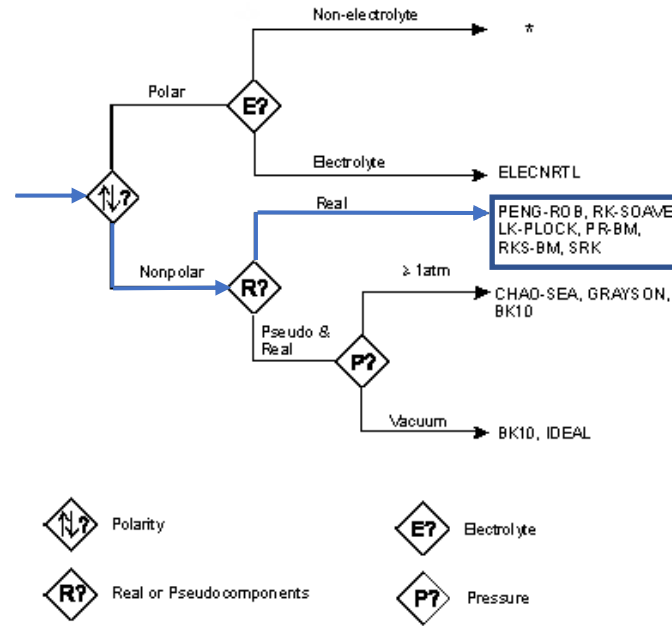 Non-electrolyte
*
Polar
E?
Electrolyte
ELECNRTL
?
Real
PENG-ROB, RK-SOAVE
LK-PLOCK, PR-BM,
RKS-BM, SRK
Nonpolar
R?
≥ 1atm
CHAO-SEA, GRAYSON,
BK10
Pseudo &
Real
P?
Vacuum
BK10, IDEAL
? Polarity
E? Electrolyte
R? Real or Pseudocomponents
P? Pressure